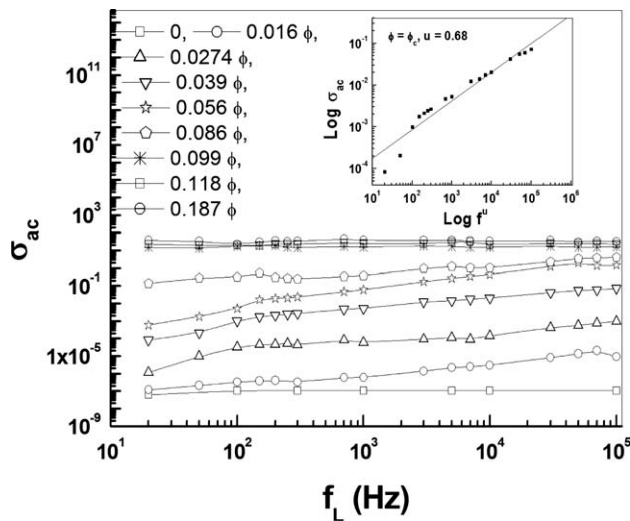 0, 0.016 ϕ,
0.0274 ϕ,
0.039 ϕ,
0.056 ϕ,
0.086 ϕ,
0.099 ϕ,
0.118 ϕ,
0.187 ϕ
ϕ = ϕc, u = 0.68
Log σac
10⁻¹
10⁻²
10⁻³
10⁻⁴
10¹ 10² 10³ 10⁴ 10⁵ 10⁶
Log fᵘ
σac
10¹¹
10⁷
10³
10⁻¹
1x10⁻⁵
10⁻⁹
10¹ 10² 10³ 10⁴ 10⁵
fL (Hz)